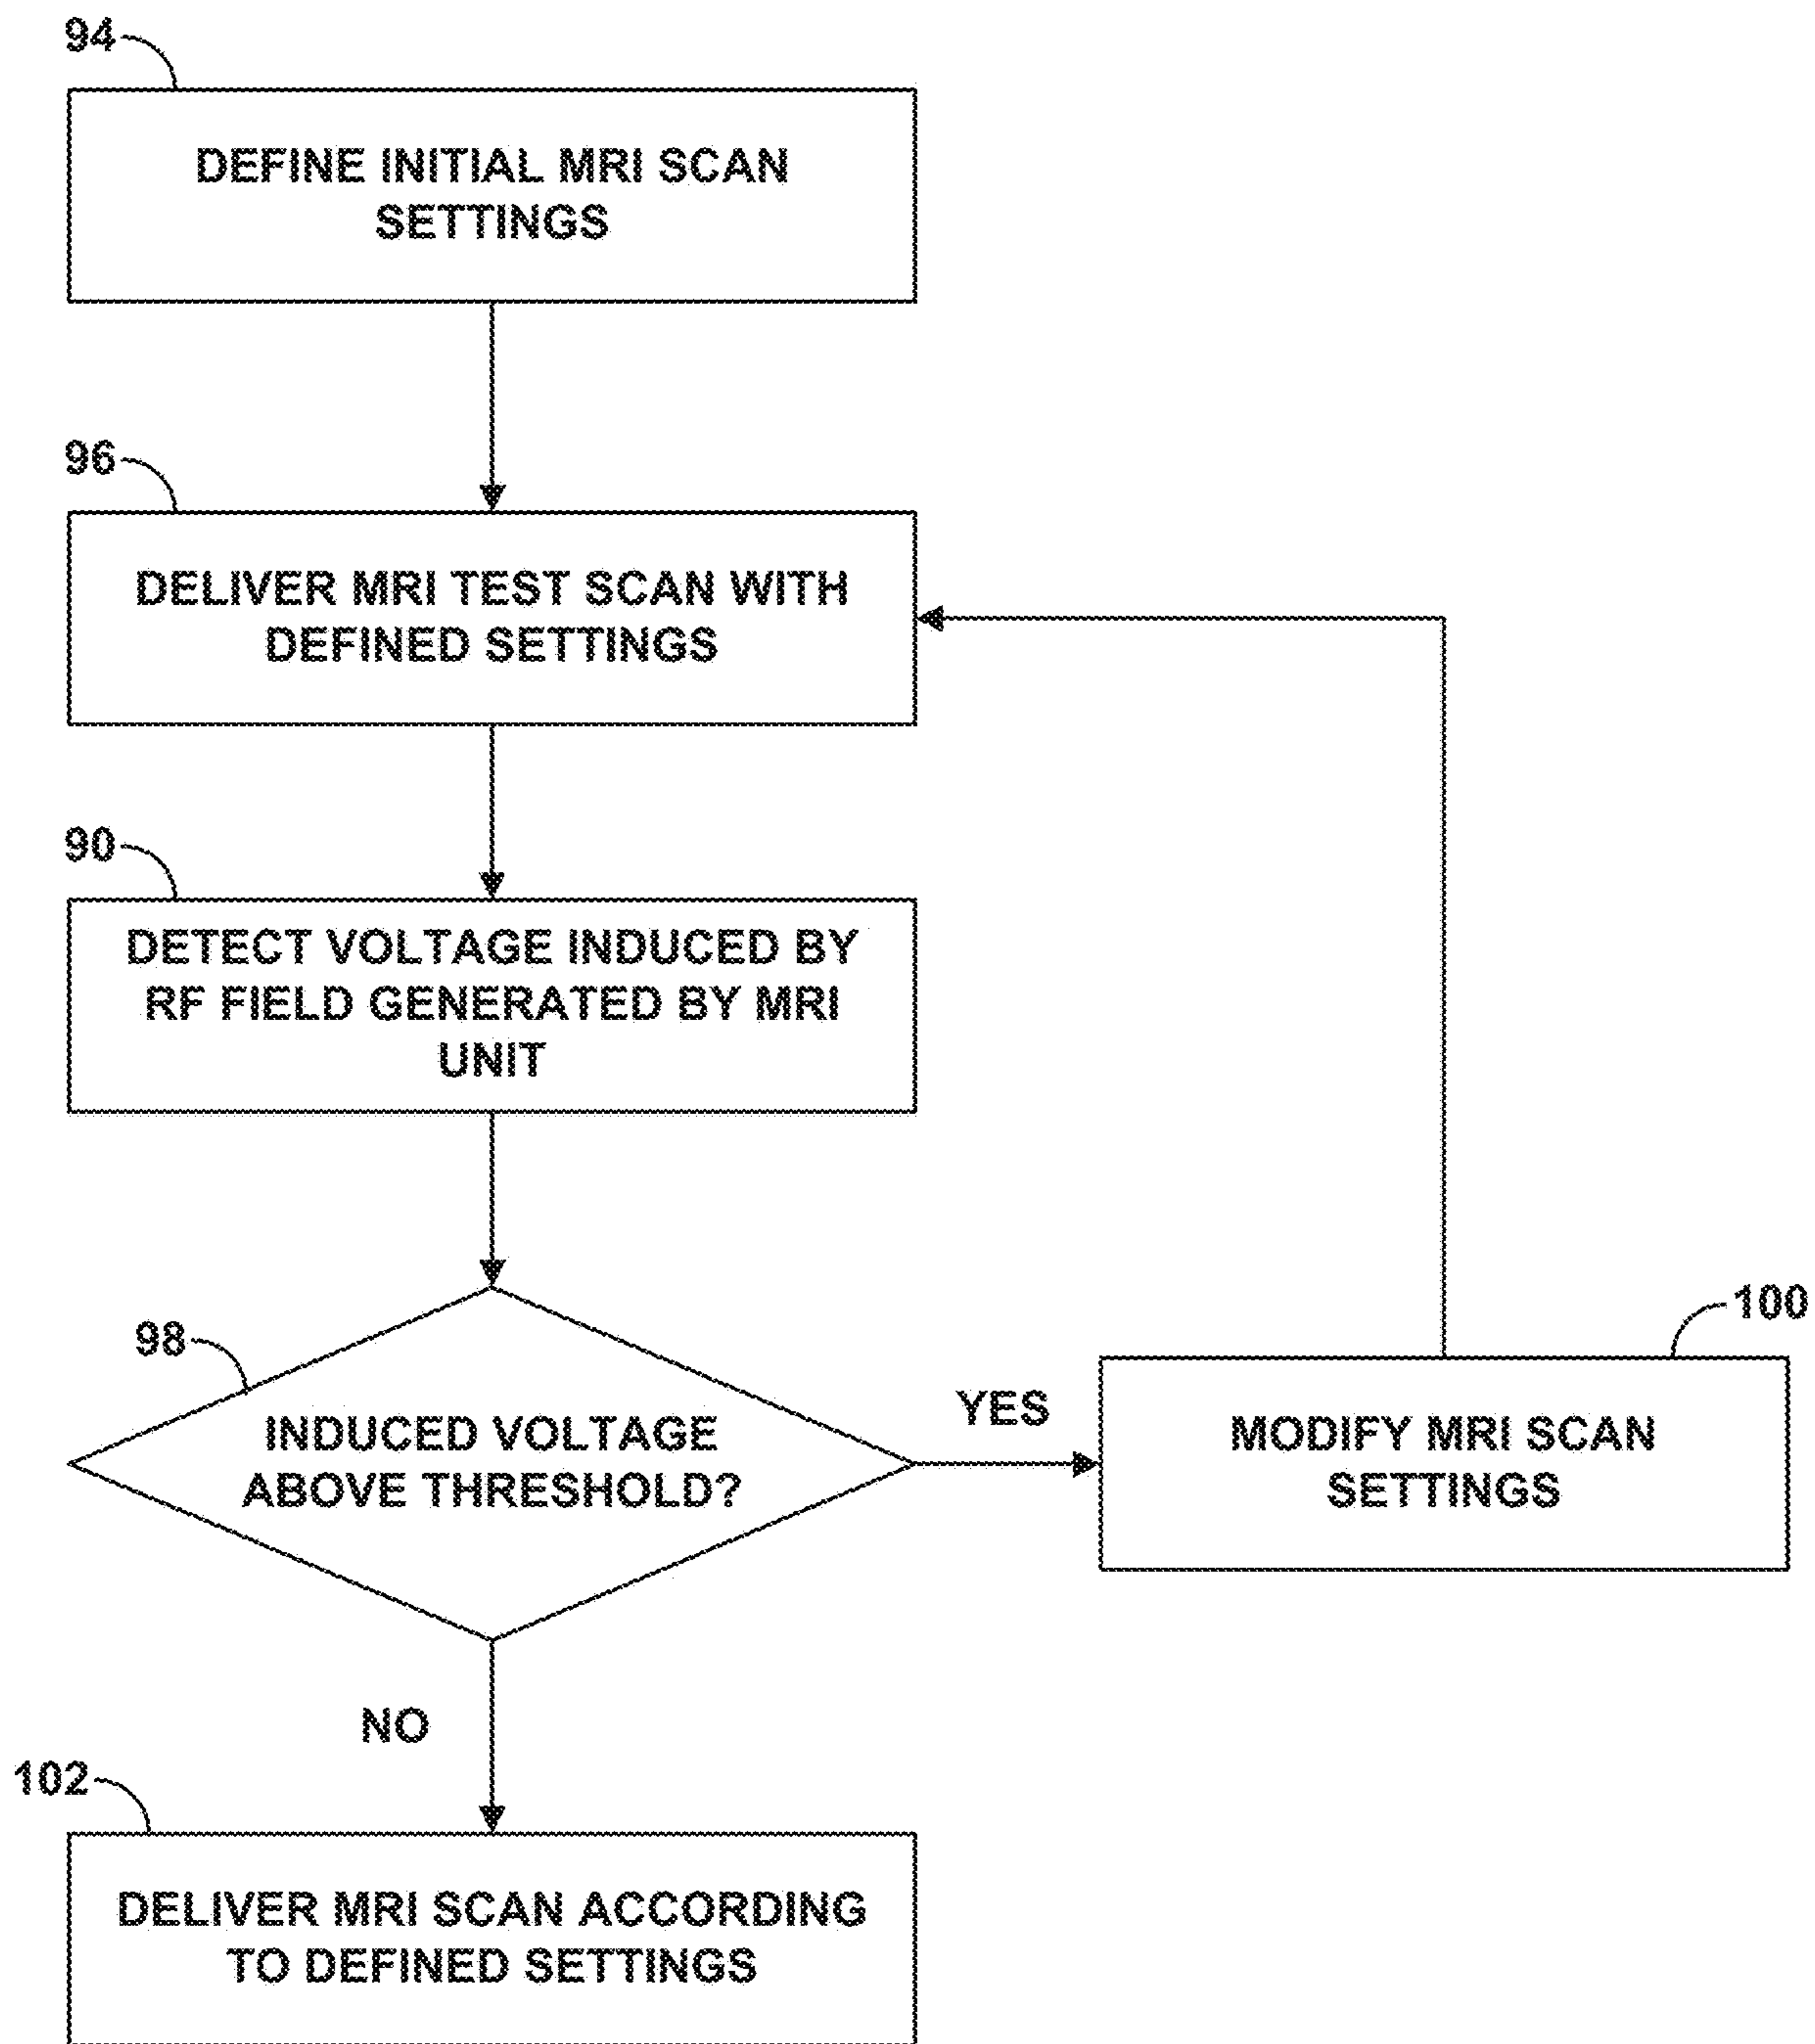 94
DEFINE INITIAL MRI SCAN
SETTINGS
96
DELIVER MRI TEST SCAN WITH
DEFINED SETTINGS
90
DETECT VOLTAGE INDUCED BY
RF FIELD GENERATED BY MRI
UNIT
98
INDUCED VOLTAGE
ABOVE THRESHOLD?
YES
100
MODIFY MRI SCAN
SETTINGS
NO
102
DELIVER MRI SCAN ACCORDING
TO DEFINED SETTINGS